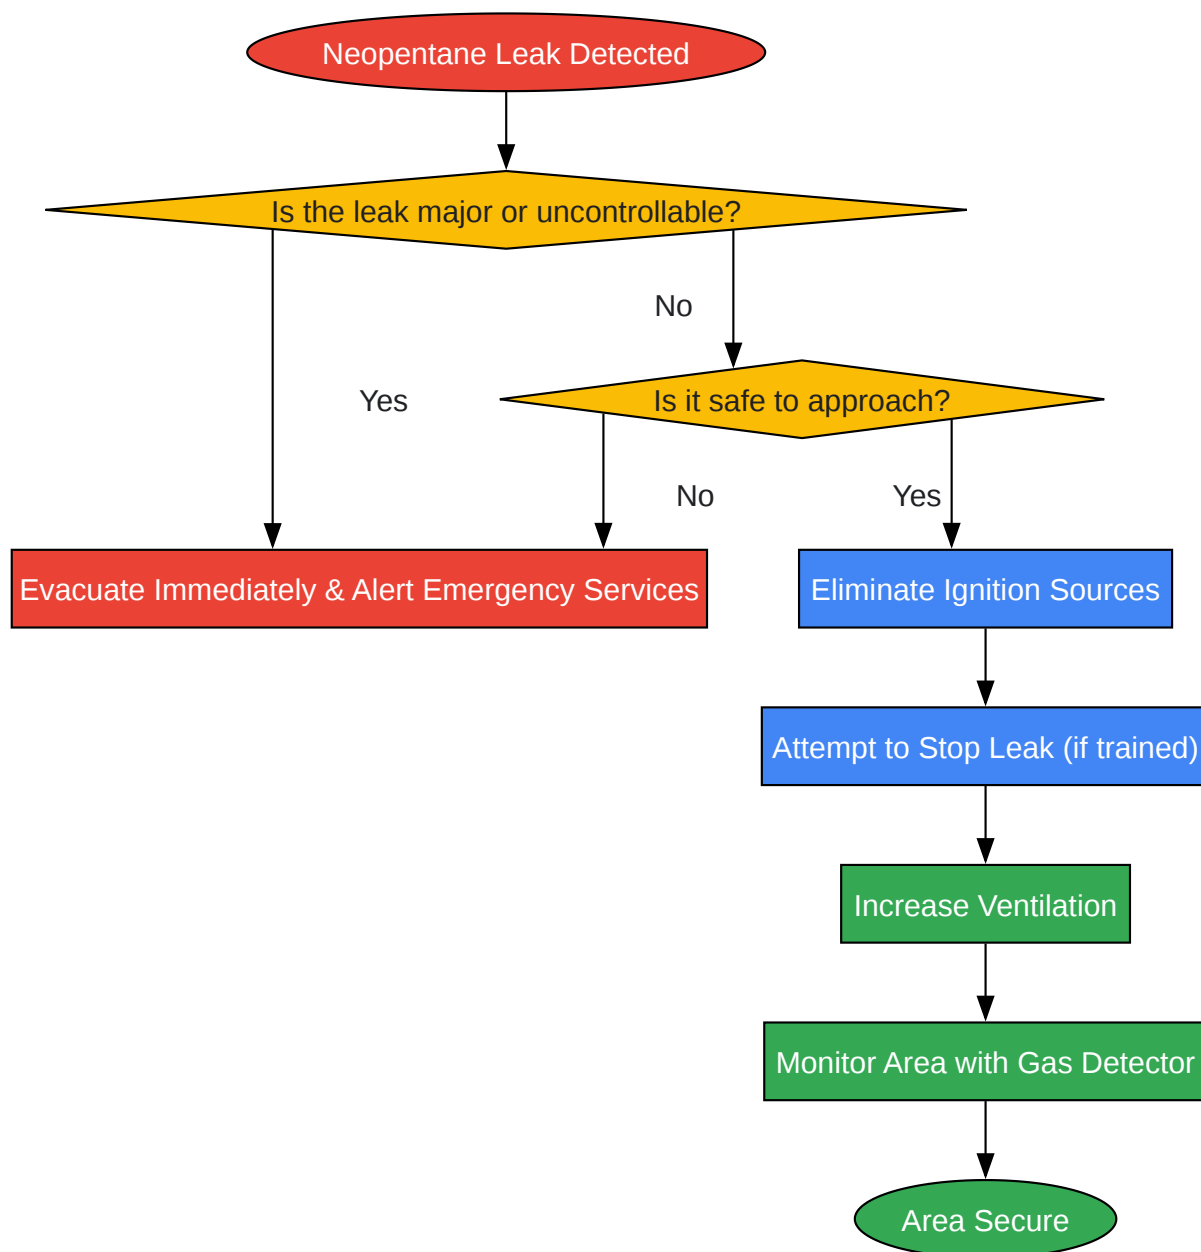 Neopentane Leak Detected
Is the leak major or uncontrollable?
No
Yes
Is it safe to approach?
No
Yes
Evacuate Immediately & Alert Emergency Services
Eliminate Ignition Sources
Attempt to Stop Leak (if trained)
Increase Ventilation
Monitor Area with Gas Detector
Area Secure